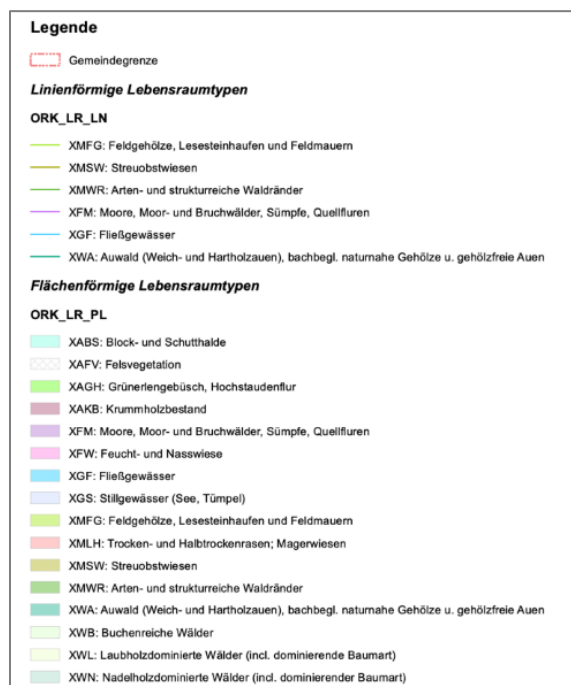 Legende
Gemeindegrenze
Linienförmige Lebensraumtypen
ORK_LR_LN
XMFG: Feldgehölze, Lesesteinhaufen und Feldmauern
XMSW: Streuobstwiesen
XMWR: Arten- und strukturreiche Waldränder
XFM: Moore, Moor- und Bruchwälder, Sümpfe, Quellfluren
XGF: Fließgewässer
XWA: Auwald (Weich- und Hartholzauen), bachbegl. naturnahe Gehölze u. gehölzfreie Auen
Flächenförmige Lebensraumtypen
ORK_LR_PL
XABS: Block- und Schutthalde
XAFV: Felsvegetation
XAGH: Grünerlengebüsch, Hochstaudenflur
XAKB: Krummholzbestand
XFM: Moore, Moor- und Bruchwälder, Sümpfe, Quellfluren
XFW: Feucht- und Nasswiese
XGF: Fließgewässer
XGS: Stillgewässer (See, Tümpel)
XMFG: Feldgehölze, Lesesteinhaufen und Feldmauern
XMLH: Trocken- und Halbtrockenrasen; Magerwiesen
XMSW: Streuobstwiesen
XMWR: Arten- und strukturreiche Waldränder
XWA: Auwald (Weich- und Hartholzauen), bachbegl. naturnahe Gehölze u. gehölzfreie Auen
XWB: Buchenreiche Wälder
XWL: Laubholzdominierte Wälder (incl. dominierende Baumart)
XWN: Nadelholzdominierte Wälder (incl. dominierender Baumart)